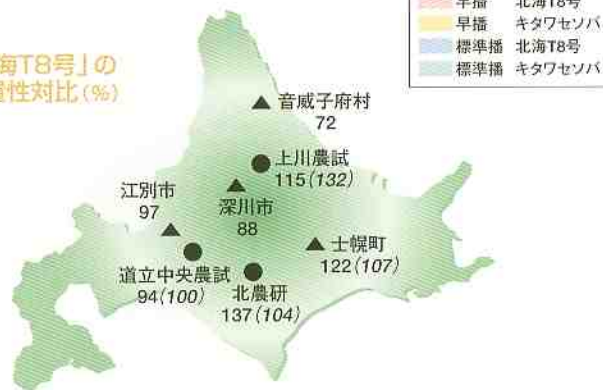 海T8号」の
性対比(%)
早播 北海T8号
早播 キタワセソバ
標準播 北海T8号
標準播 キタワセソバ
音威子府村
72
上川農試
115(132)
深川市
88
江別市
97
士幌町
122(107)
道立中央農試
94(100)
北農研
137(104)